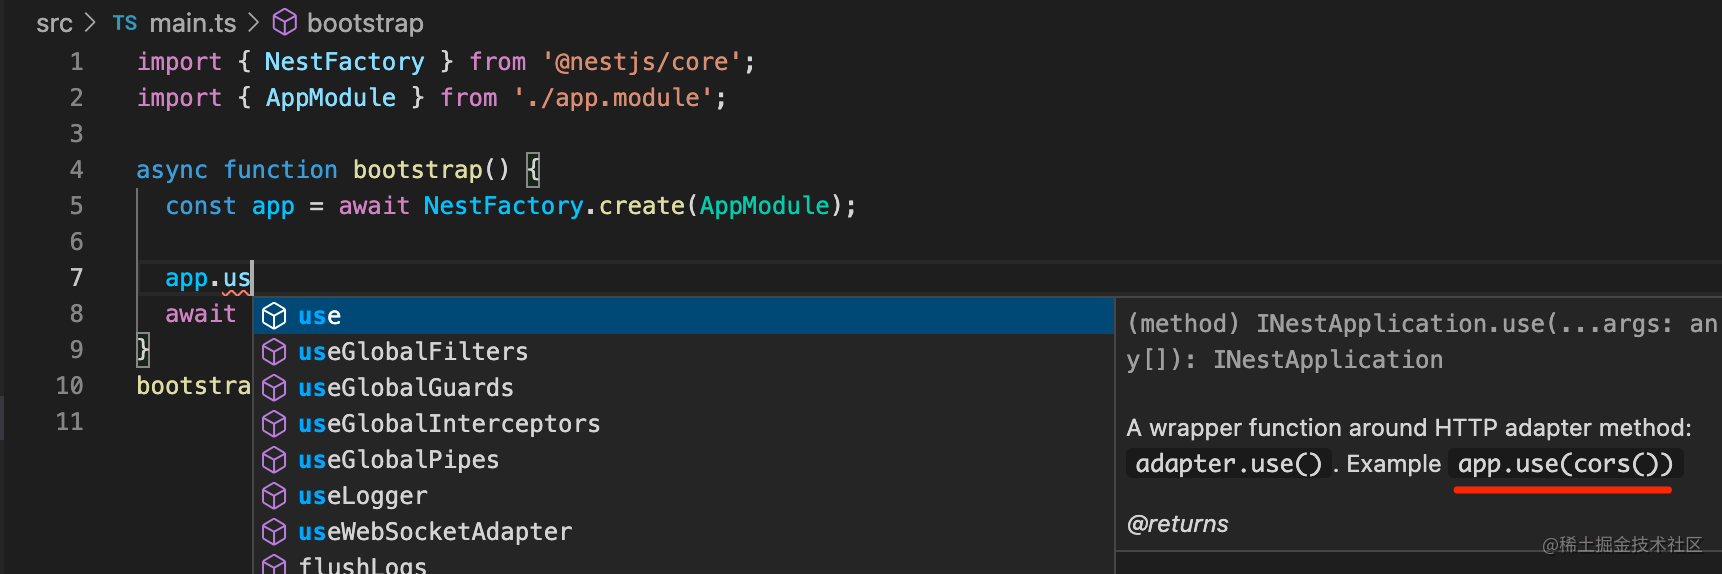 src > TS main.ts > bootstrap
1 import { NestFactory } from '@nestjs/core';
2 import { AppModule } from './app.module';
3
4 async function bootstrap() {
5 const app = await NestFactory.create(AppModule);
6
7 app.us
8 await
9 }
10 bootstra
11
use
useGlobalFilters
useGlobalGuards
useGlobalInterceptors
useGlobalPipes
useLogger
useWebSocketAdapter
flushLogs
(method) INestApplication.use(...args: an
y[]): INestApplication
A wrapper function around HTTP adapter method:
adapter.use() . Example app.use(cors())
@returns
@稀土掘金技术社区